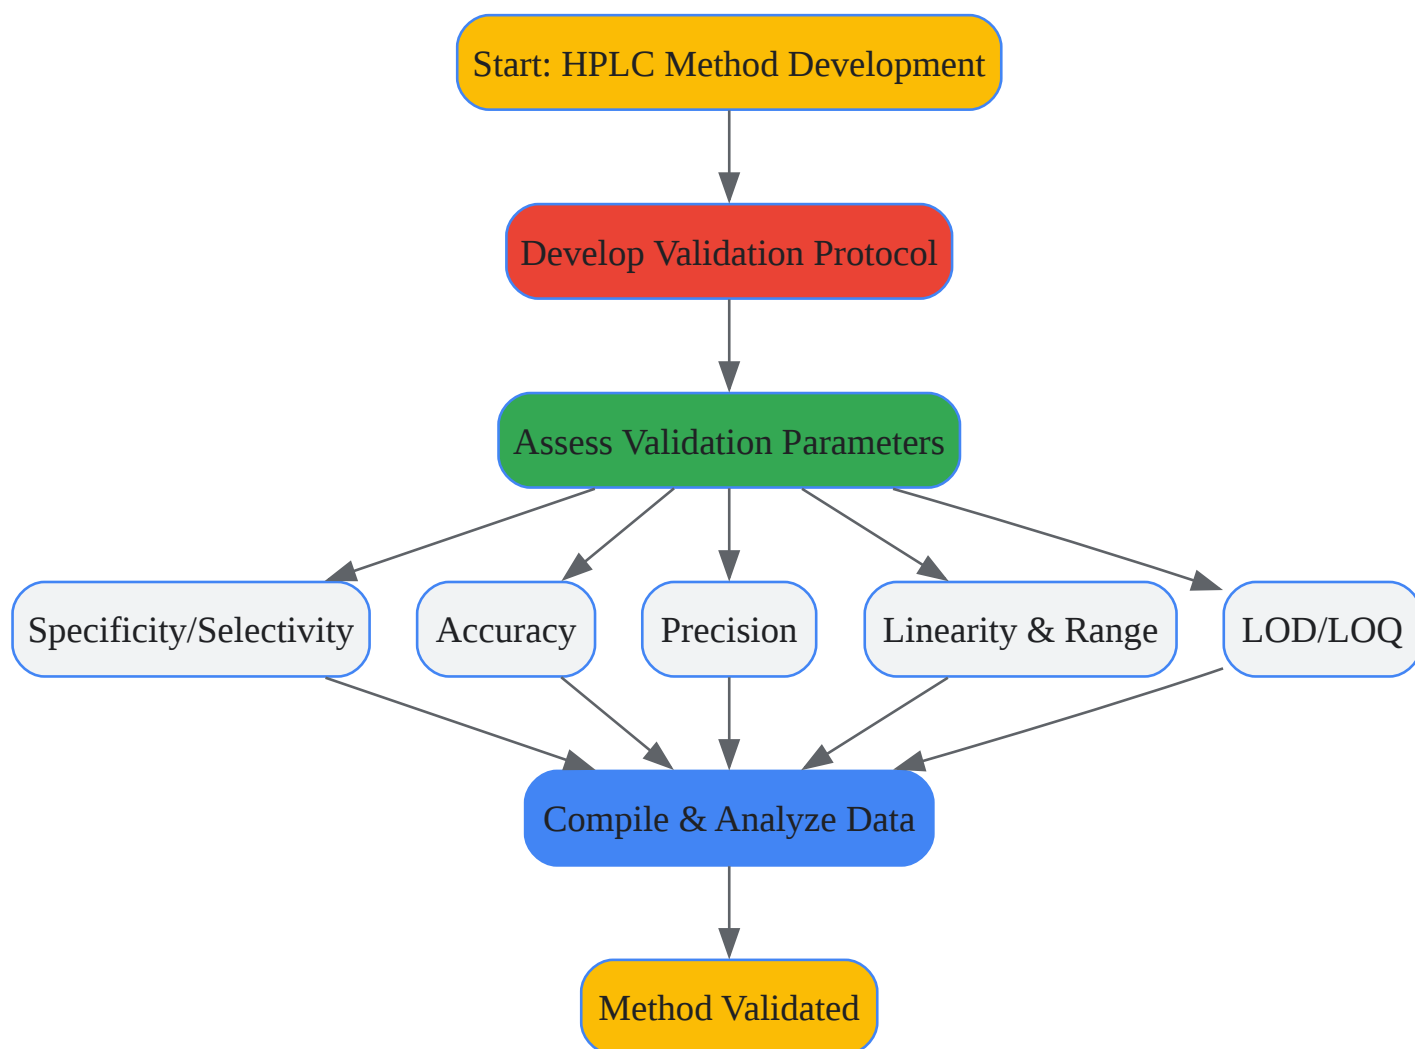 Start: HPLC Method Development
Develop Validation Protocol
Assess Validation Parameters
Specificity/Selectivity
Accuracy
Precision
Linearity & Range
LOD/LOQ
Compile & Analyze Data
Method Validated